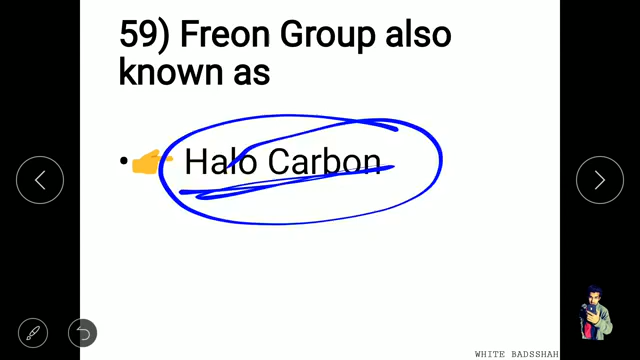 59) Freon Group also
known as
• 👉 Halo Carbon
WHITE BADSSHAH